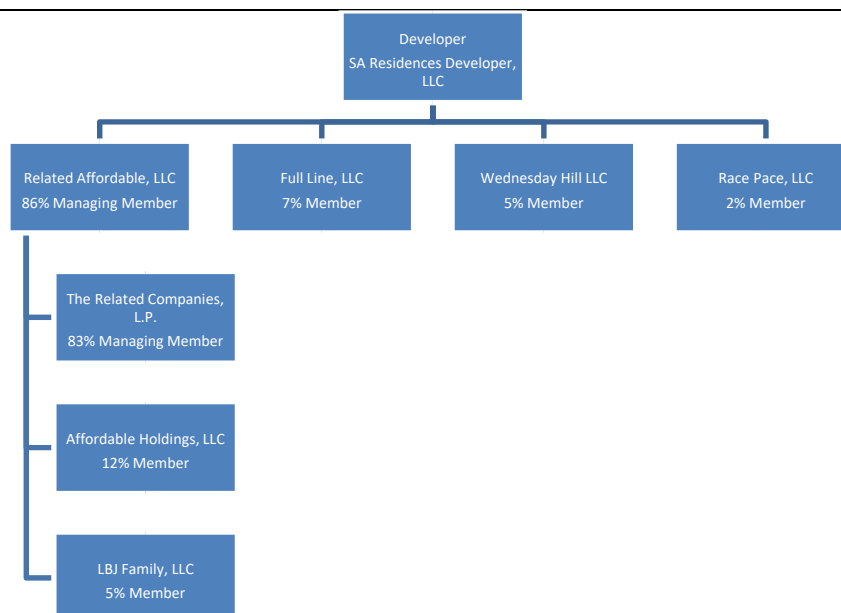 Developer
SA Residences Developer,
LLC
Related Affordable, LLC
86% Managing Member
Full Line, LLC
7% Member
Wednesday Hill LLC
5% Member
Race Pace, LLC
2% Member
The Related Companies,
L.P.
83% Managing Member
Affordable Holdings, LLC
12% Member
LBJ Family, LLC
5% Member